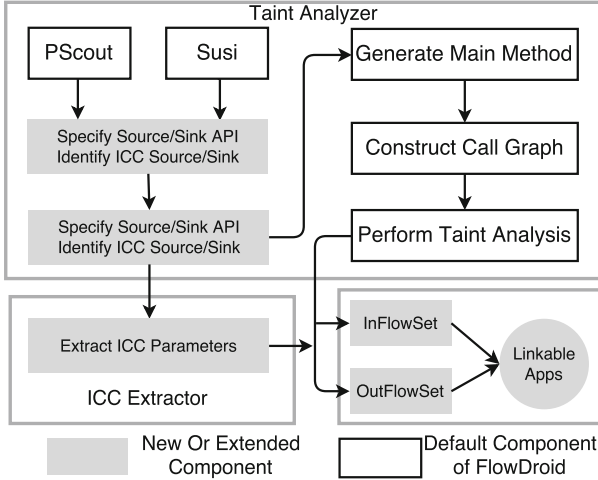 Taint Analyzer
PScout
Susi
Generate Main Method
Specify Source/Sink API
Identify ICC Source/Sink
Construct Call Graph
Specify Source/Sink API
Identify ICC Source/Sink
Perform Taint Analysis
Extract ICC Parameters
ICC Extractor
InFlowSet
OutFlowSet
Linkable
Apps
New Or Extended
Component
Default Component
of FlowDroid